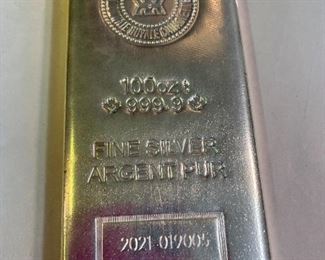 100 oz t
999.9
FINE SILVER
ARGENT PUR
2021-019005